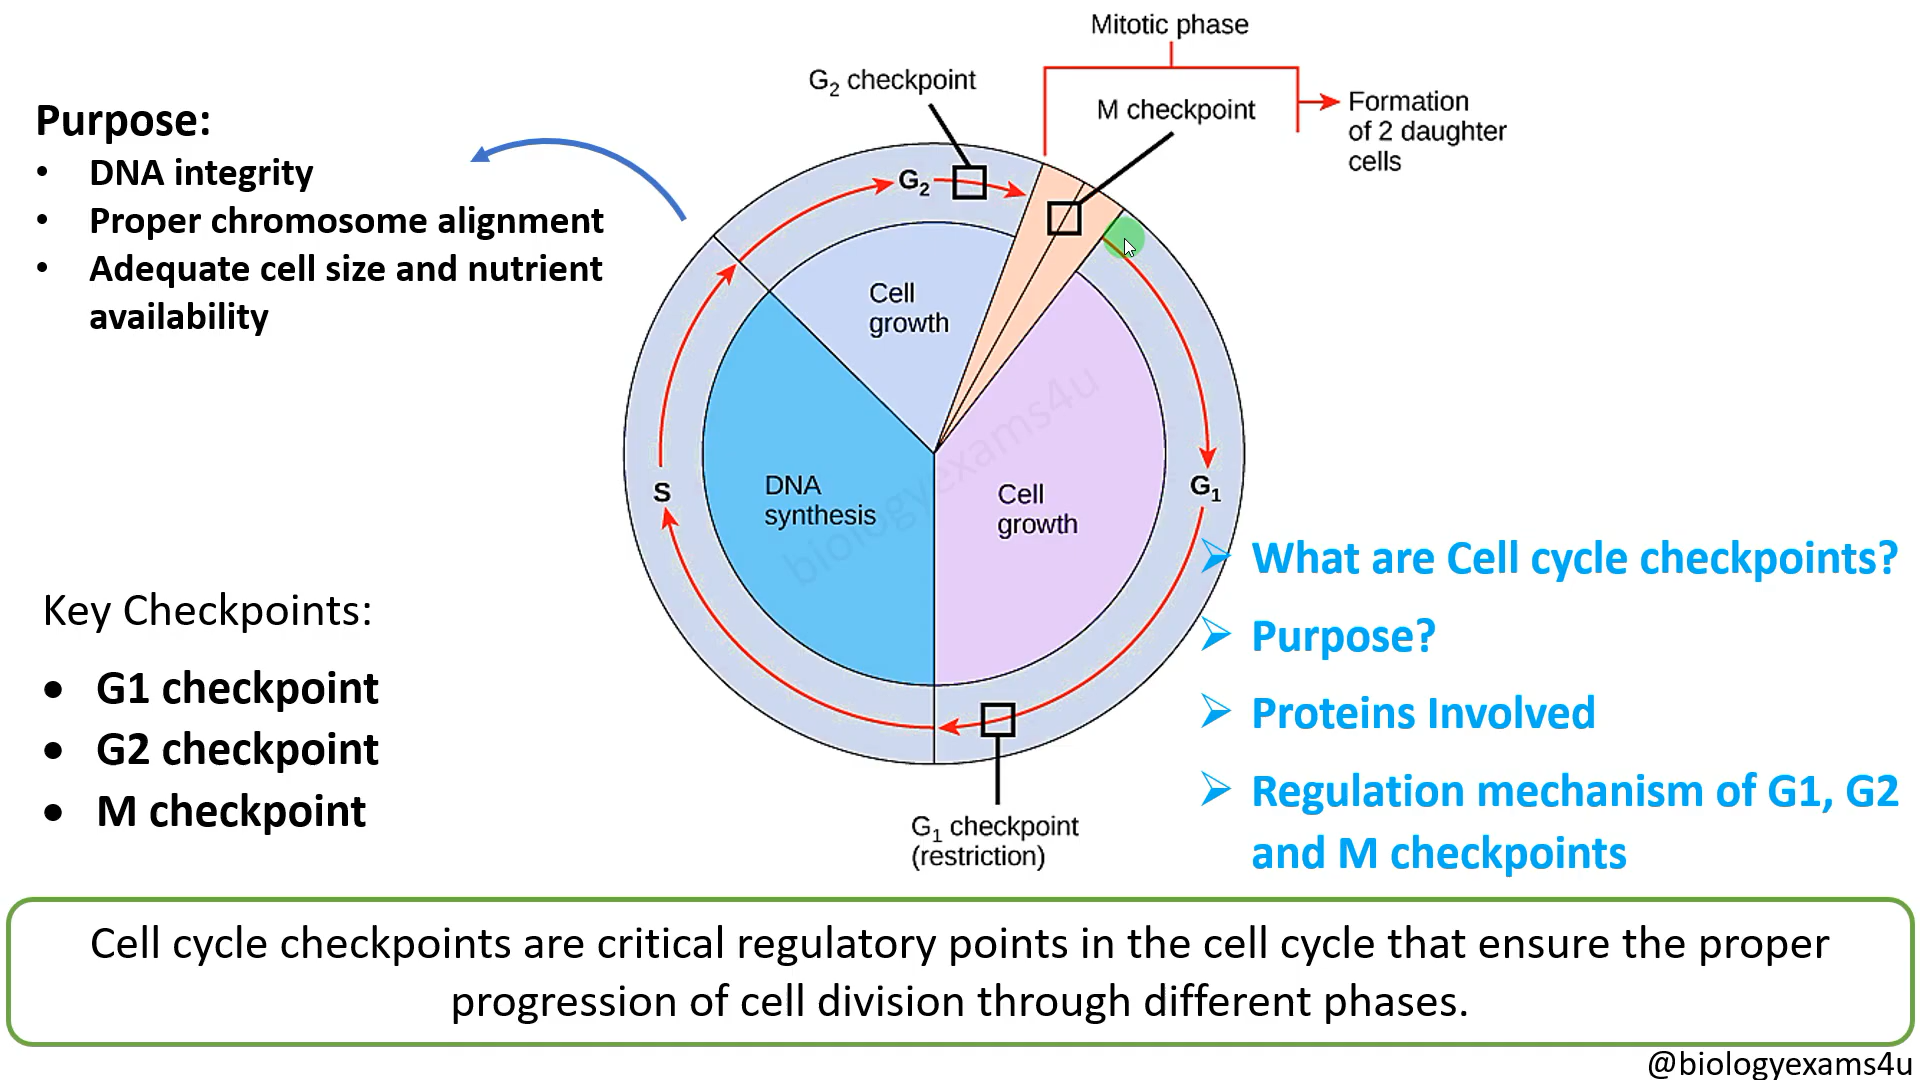 Mitotic phase
G₂ checkpoint
M checkpoint
Formation
of 2 daughter
cells
Purpose:
• DNA integrity
• Proper chromosome alignment
• Adequate cell size and nutrient
availability
G₂
Cell
growth
S
DNA
synthesis
Cell
growth
G₁
biologyexams4u
➢ What are Cell cycle checkpoints?
➢ Purpose?
➢ Proteins Involved
➢ Regulation mechanism of G1, G2
and M checkpoints
Key Checkpoints:
• G1 checkpoint
• G2 checkpoint
• M checkpoint
G₁ checkpoint
(restriction)
Cell cycle checkpoints are critical regulatory points in the cell cycle that ensure the proper
progression of cell division through different phases.
@biologyexams4u